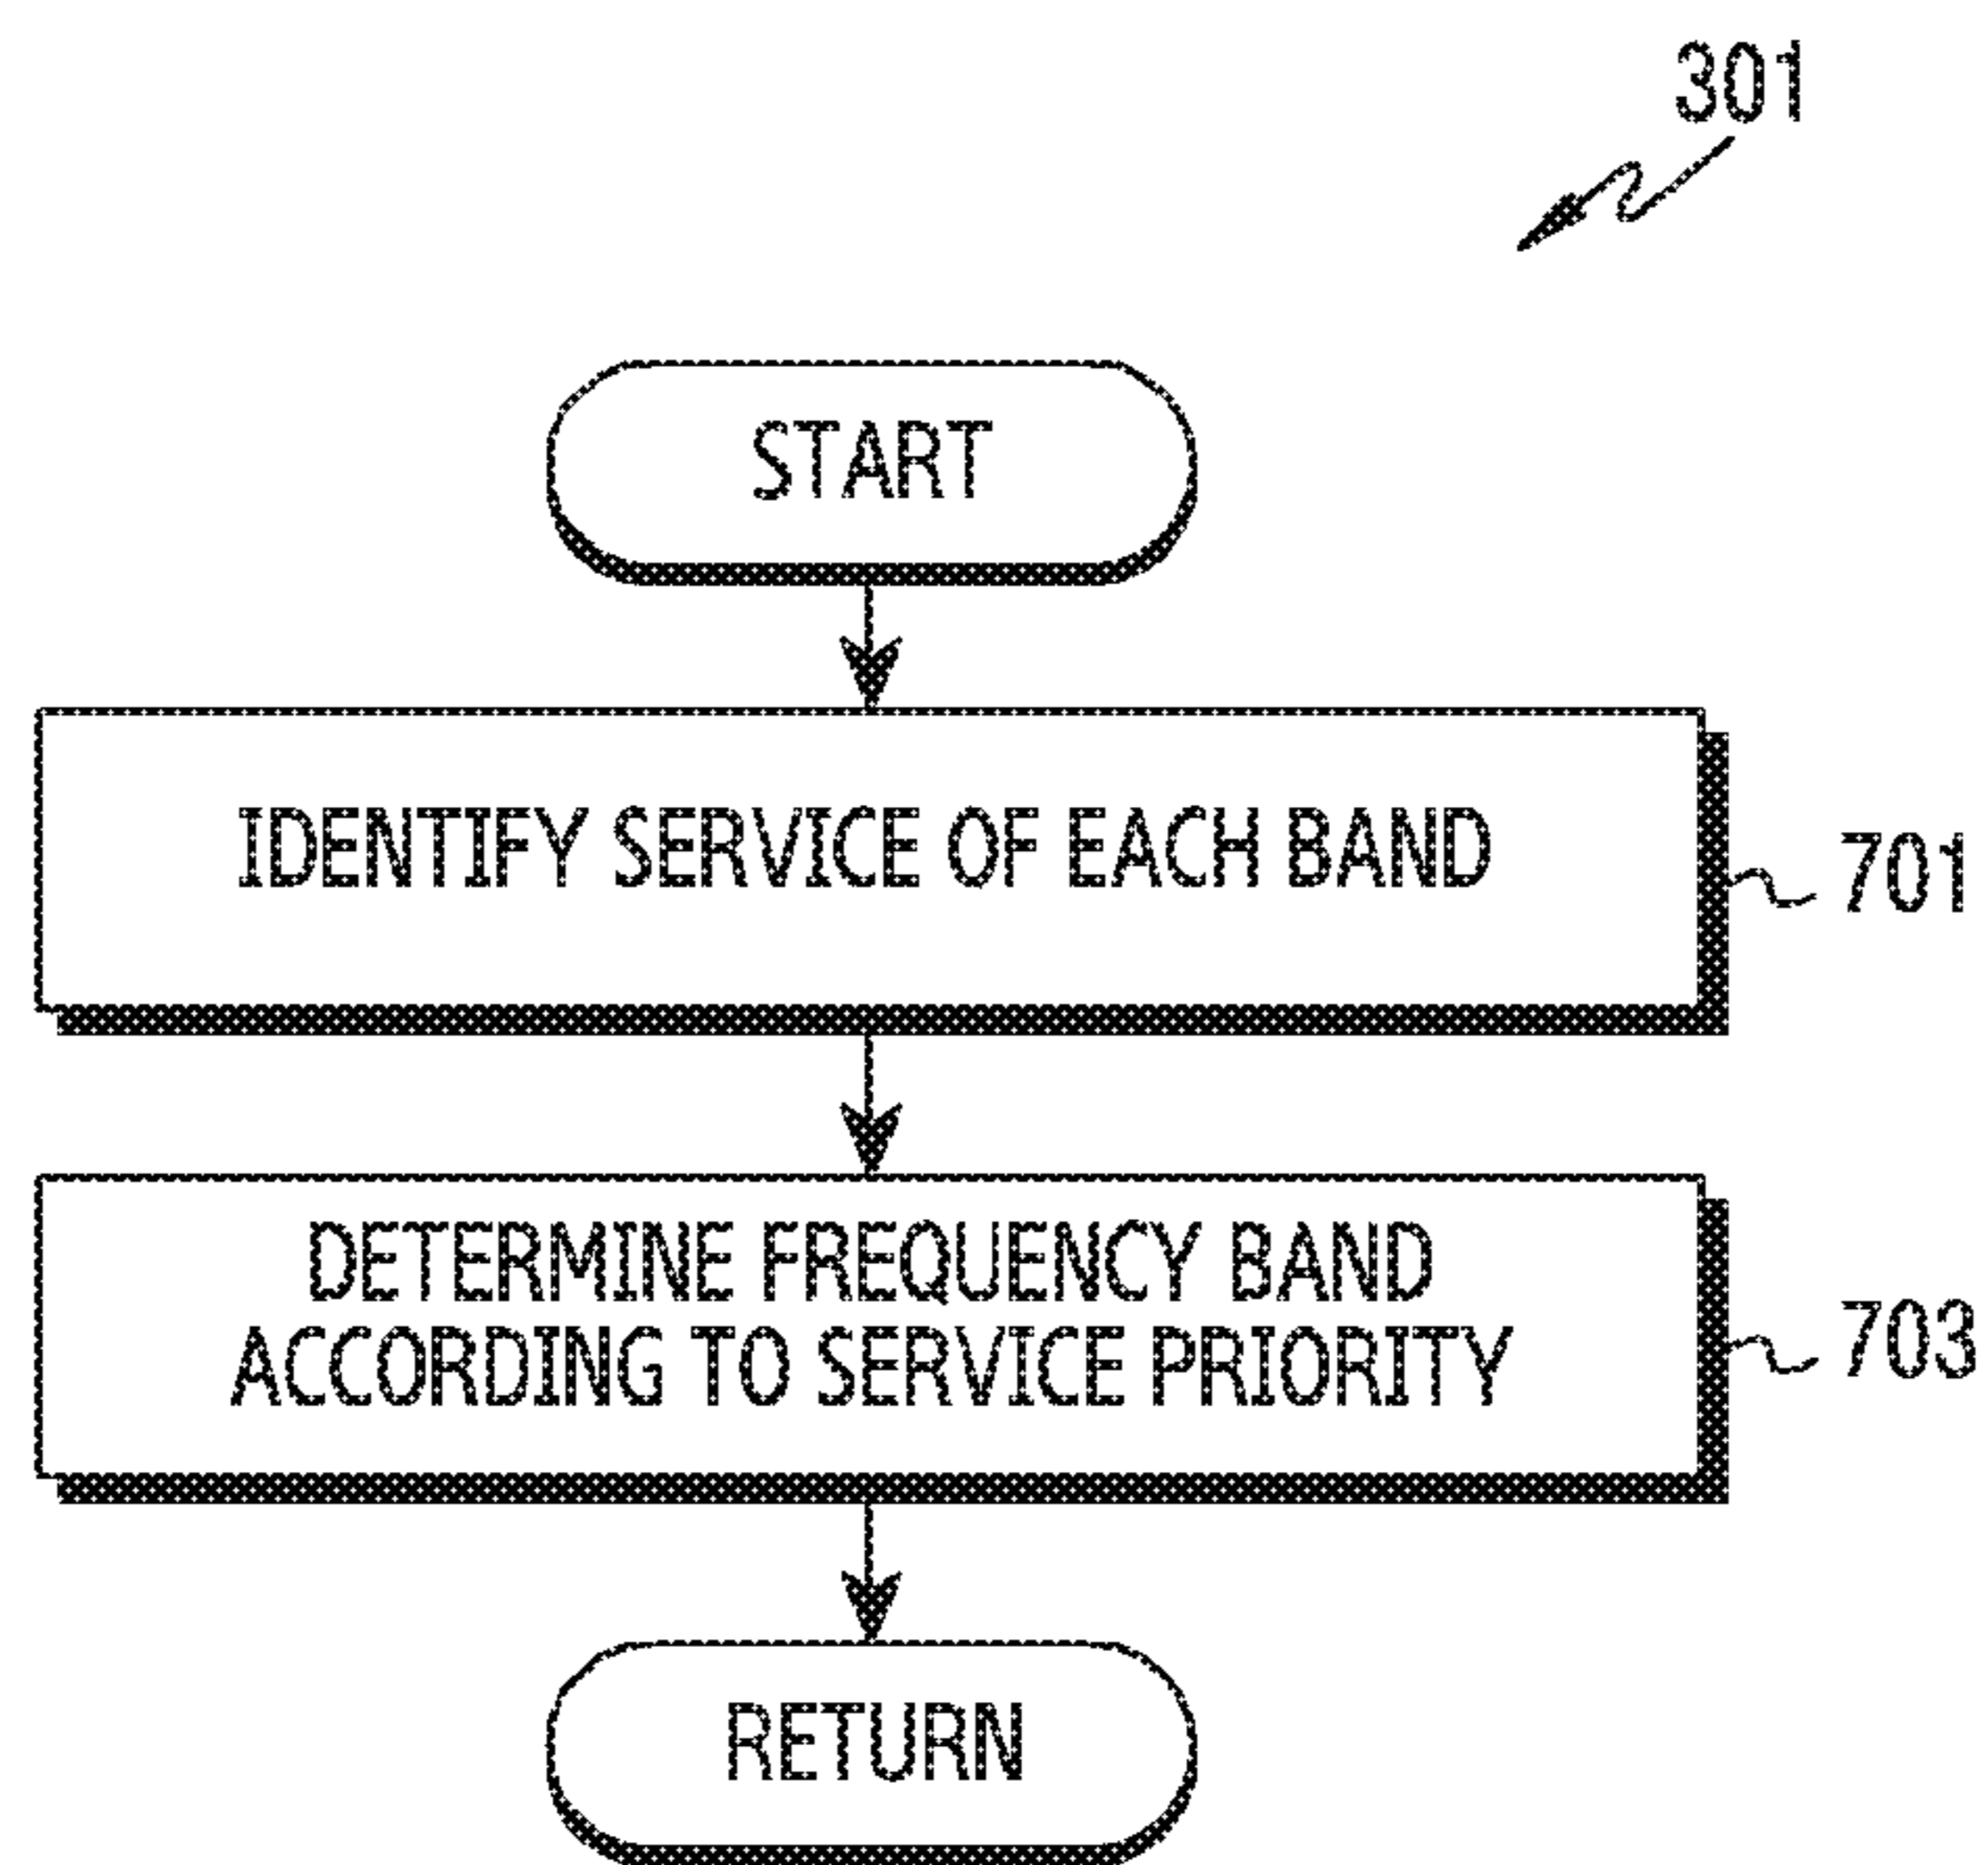 301
START
IDENTIFY SERVICE OF EACH BAND
701
DETERMINE FREQUENCY BAND
ACCORDING TO SERVICE PRIORITY
703
RETURN